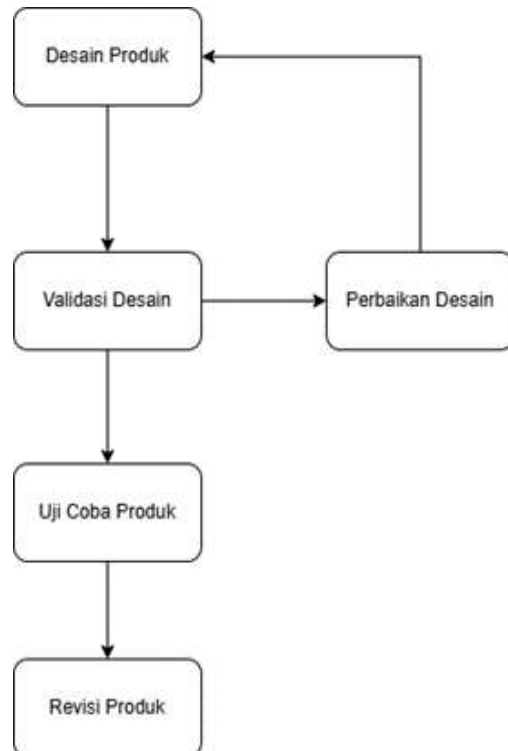 Desain Produk
Validasi Desain
Perbaikan Desain
Uji Coba Produk
Revisi Produk